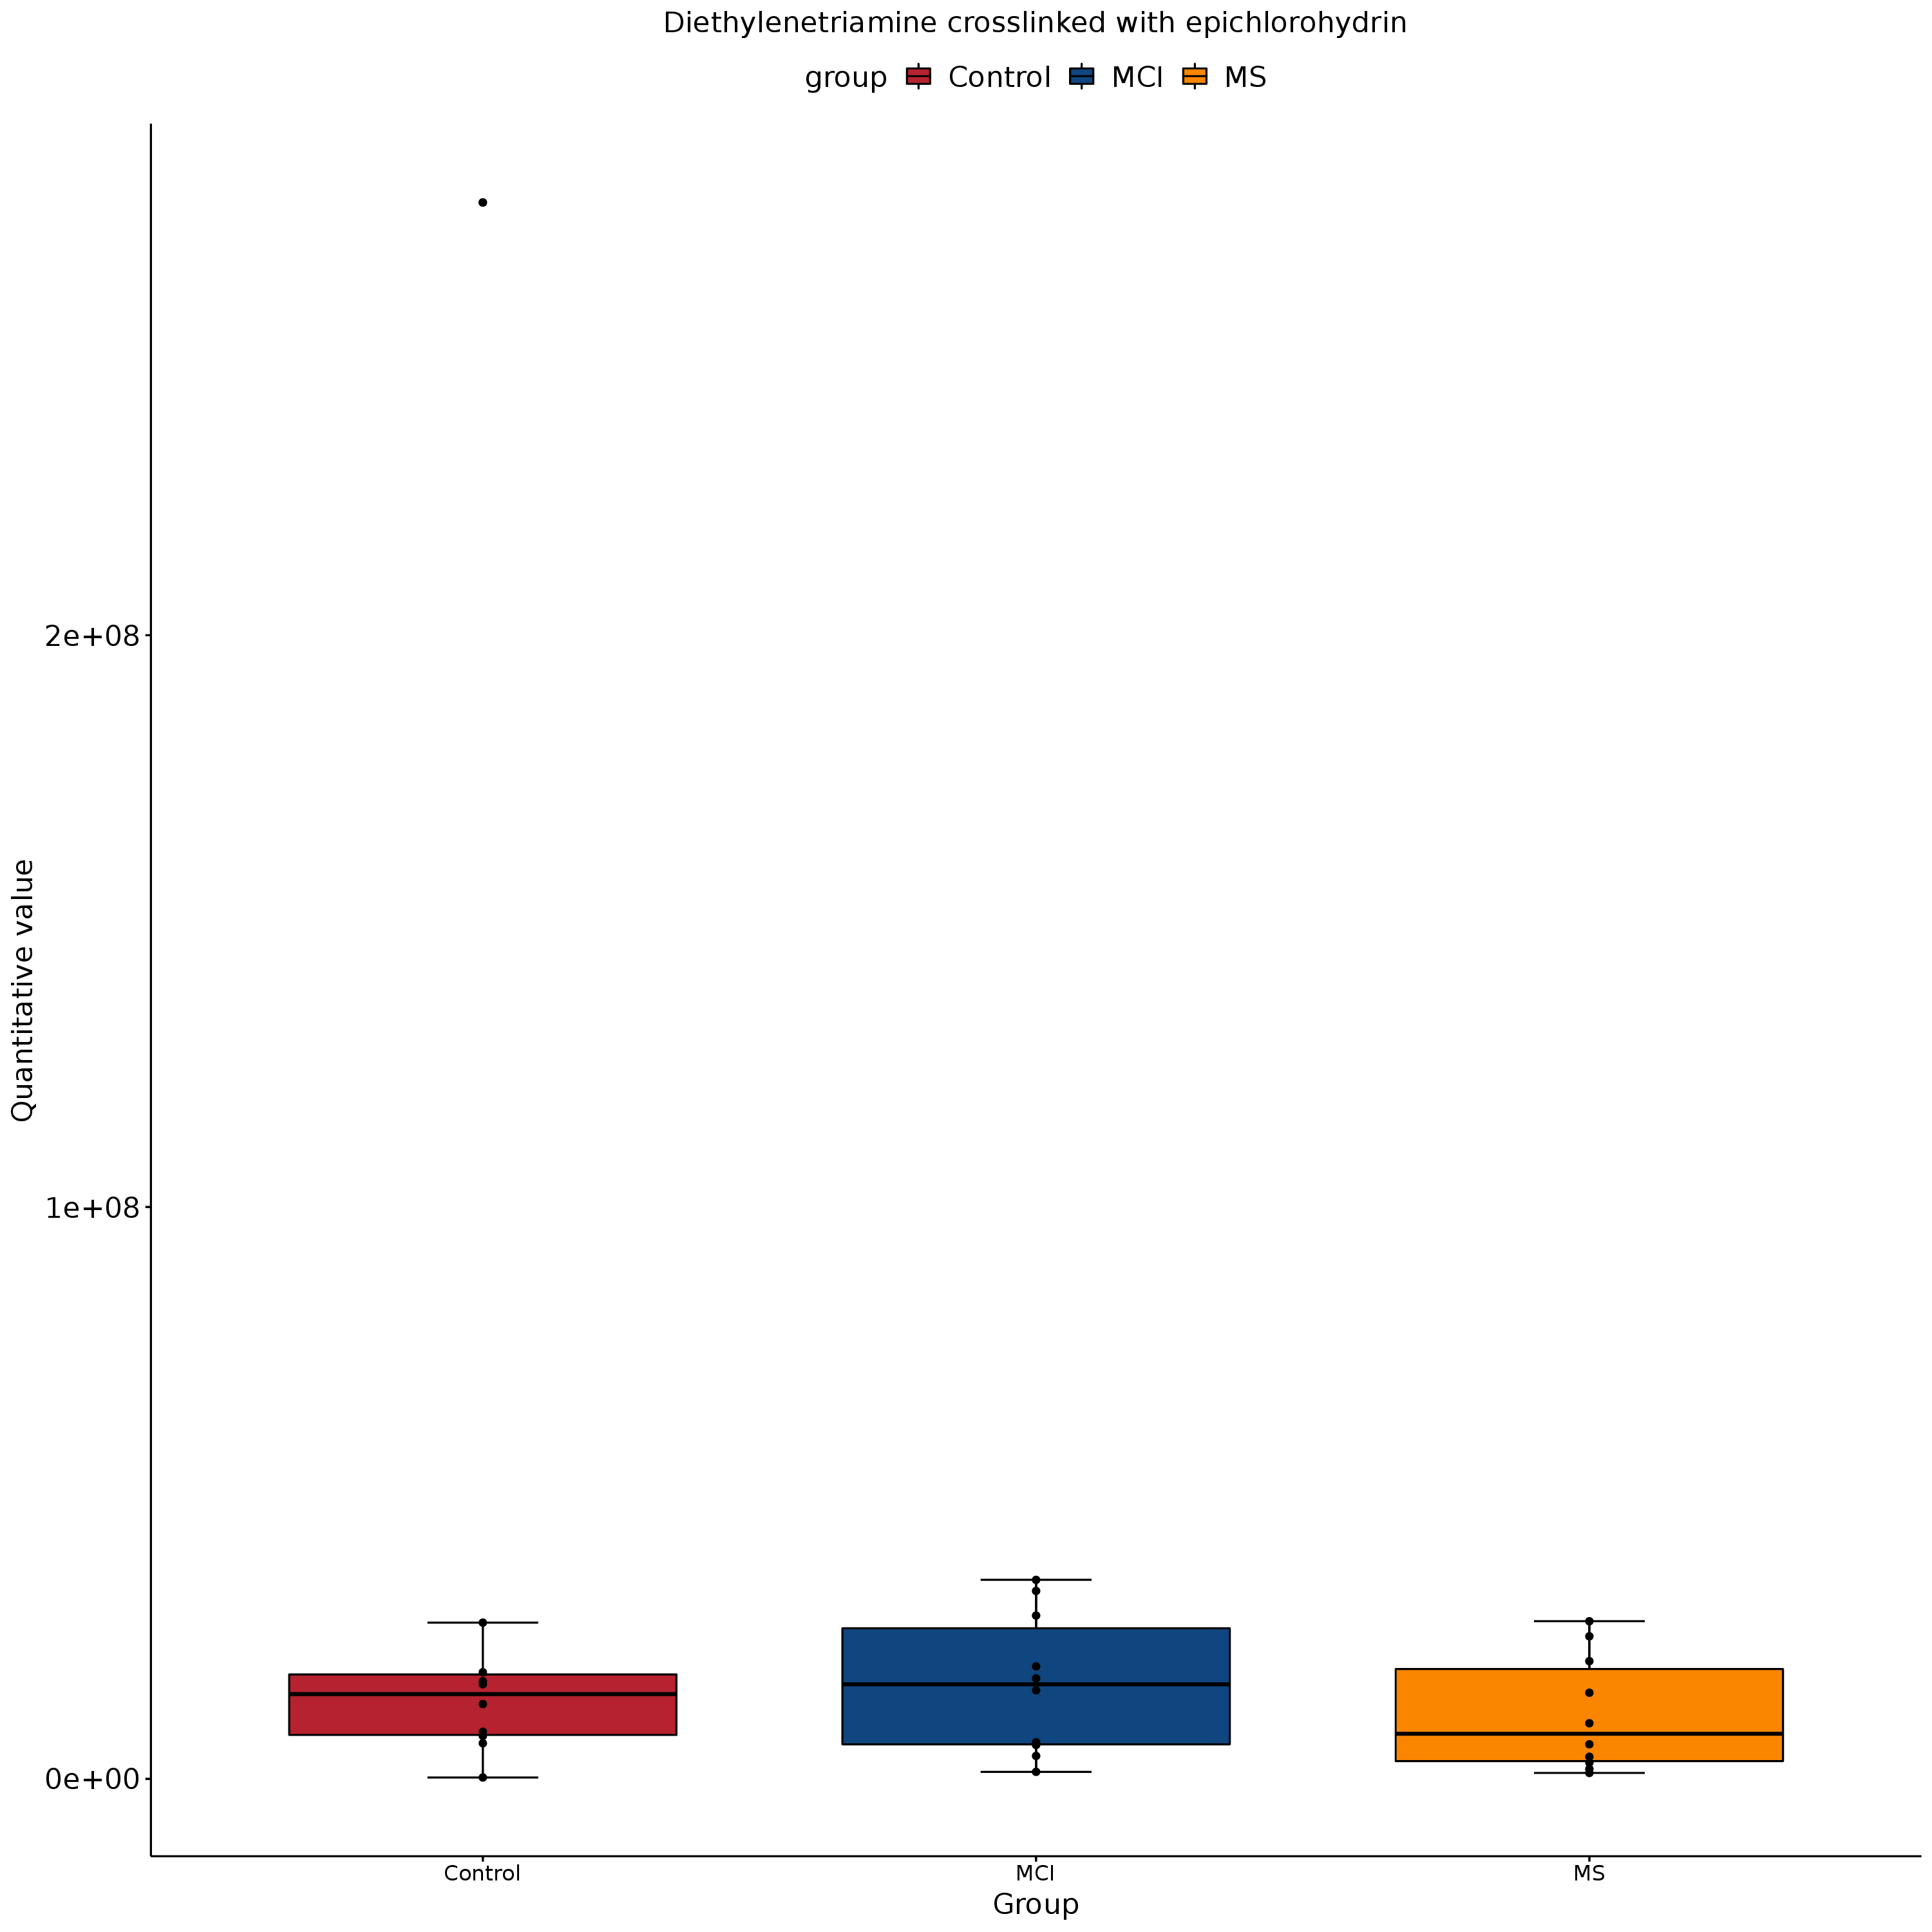 Diethylenetriamine crosslinked with epichlorohydrin
group Control MCI MS
Quantitative value
2e+08
1e+08
0e+00
Control MCI MS
Group